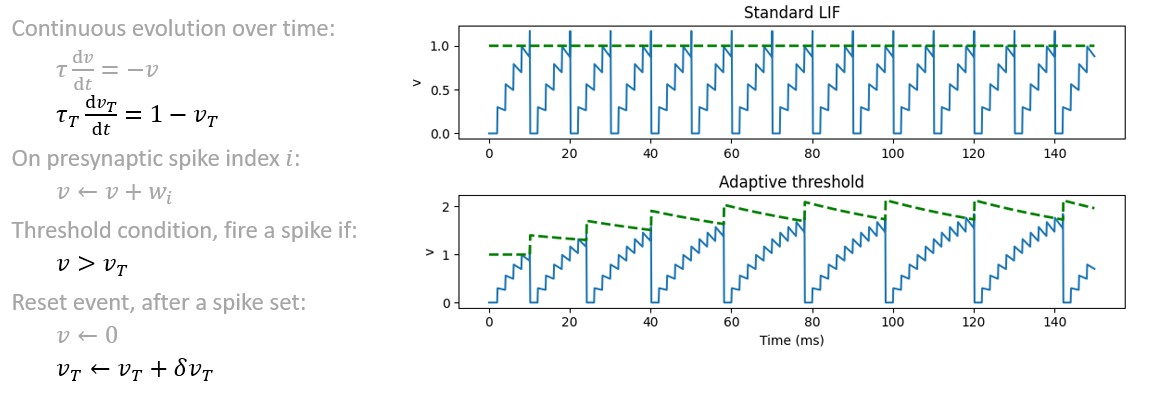 Continuous evolution over time:
τ dv/dt = −v
τ_T dv_T/dt = 1 − v_T
On presynaptic spike index i:
v ← v + w_i
Threshold condition, fire a spike if:
v > v_T
Reset event, after a spike set:
v ← 0
v_T ← v_T + δv_T
Standard LIF
1.0
0.5
0.0
v
0 20 40 60 80 100 120 140
Adaptive threshold
2
1
0
v
0 20 40 60 80 100 120 140
Time (ms)